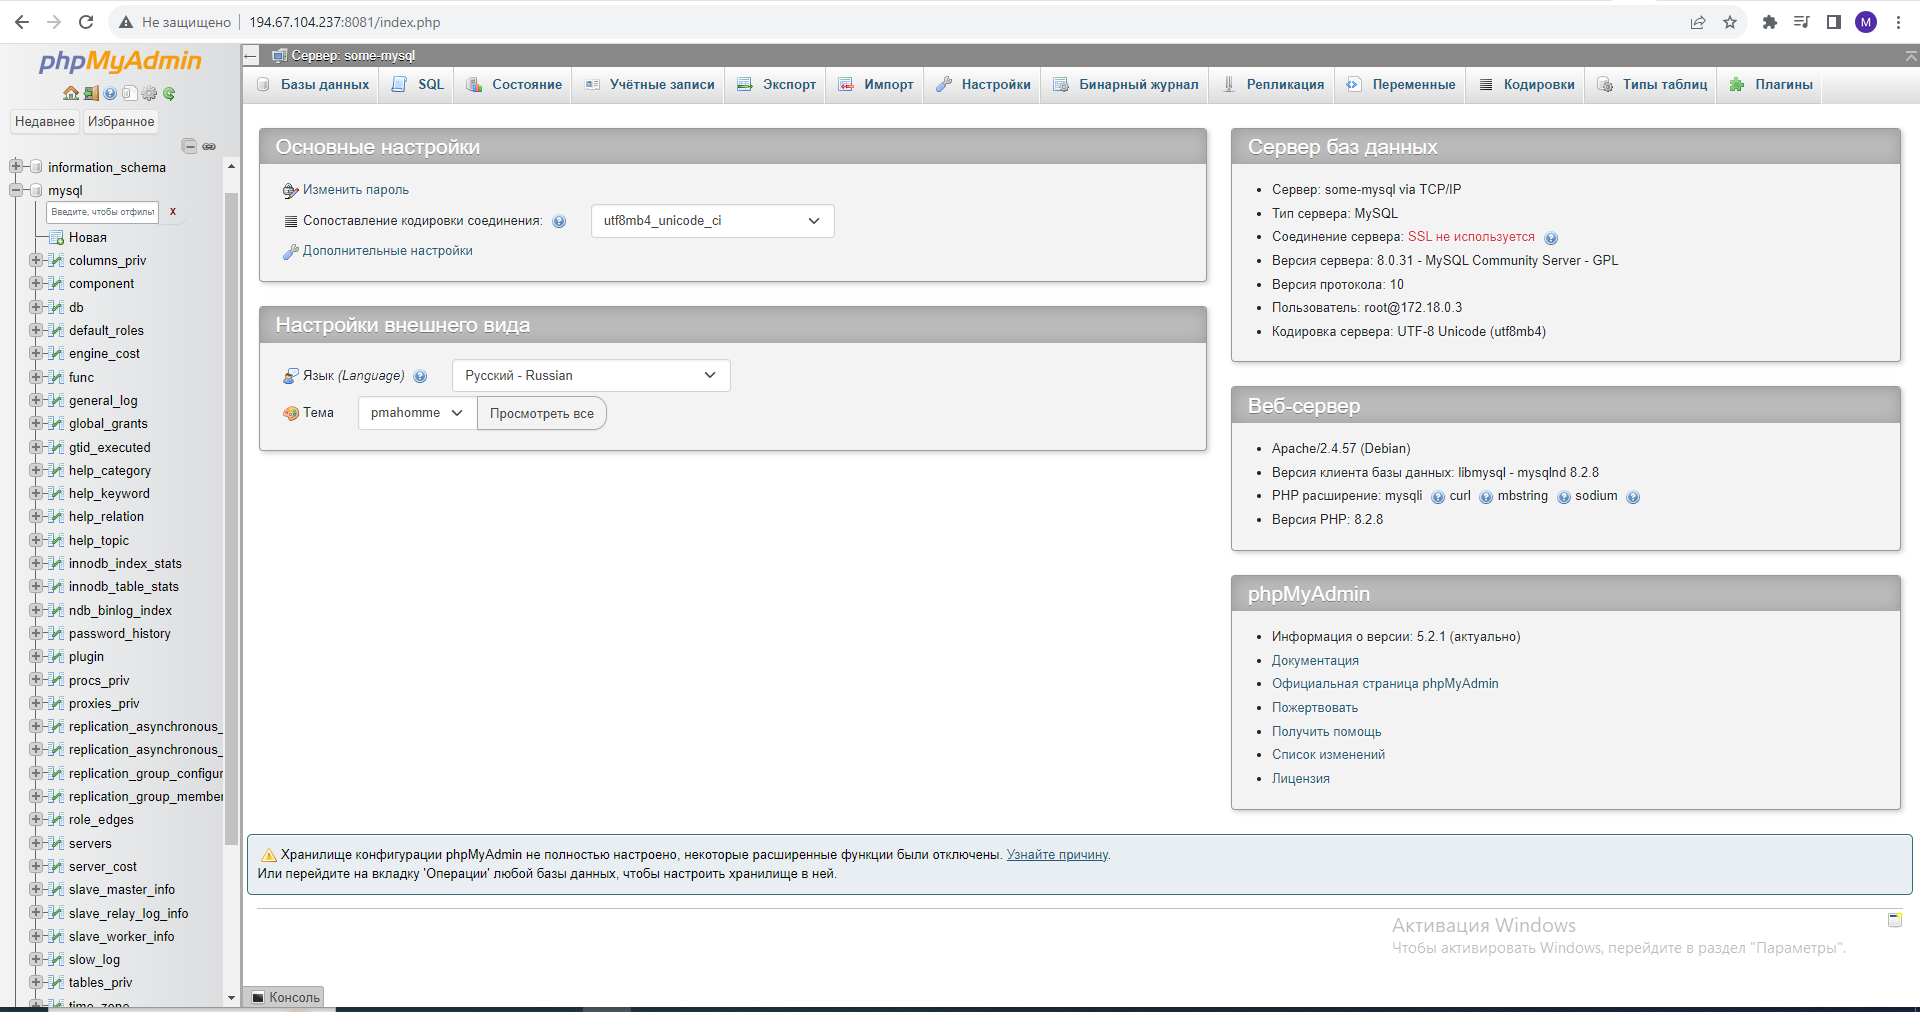 Не защищено 194.67.104.237:8081/index.php
M
phpMyAdmin
Недавнее Избранное
information_schema
mysql
Введите, чтобы отфиль X
Новая
columns_priv
component
db
default_roles
engine_cost
func
general_log
global_grants
gtid_executed
help_category
help_keyword
help_relation
help_topic
innodb_index_stats
innodb_table_stats
ndb_binlog_index
password_history
plugin
procs_priv
proxies_priv
replication_asynchronous_
replication_asynchronous_
replication_group_configur
replication_group_member
role_edges
servers
server_cost
slave_master_info
slave_relay_log_info
slave_worker_info
slow_log
tables_priv
time_zone
Сервер: some-mysql
Базы данных SQL Состояние Учётные записи Экспорт Импорт Настройки Бинарный журнал Репликация Переменные Кодировки Типы таблиц Плагины
Основные настройки
Изменить пароль
Сопоставление кодировки соединения: utf8mb4_unicode_ci
Дополнительные настройки
Настройки внешнего вида
Язык (Language) Русский - Russian
Тема pmahomme Просмотреть все
Сервер баз данных
Сервер: some-mysql via TCP/IP
Тип сервера: MySQL
Соединение сервера: SSL не используется
Версия сервера: 8.0.31 - MySQL Community Server - GPL
Версия протокола: 10
Пользователь: root@172.18.0.3
Кодировка сервера: UTF-8 Unicode (utf8mb4)
Веб-сервер
Apache/2.4.57 (Debian)
Версия клиента базы данных: libmysql - mysqlnd 8.2.8
PHP расширение: mysqli curl mbstring sodium
Версия PHP: 8.2.8
phpMyAdmin
Информация о версии: 5.2.1 (актуально)
Документация
Официальная страница phpMyAdmin
Пожертвовать
Получить помощь
Список изменений
Лицензия
Хранилище конфигурации phpMyAdmin не полностью настроено, некоторые расширенные функции были отключены. Узнайте причину.
Или перейдите на вкладку 'Операции' любой базы данных, чтобы настроить хранилище в ней.
Активация Windows
Чтобы активировать Windows, перейдите в раздел "Параметры".
Консоль